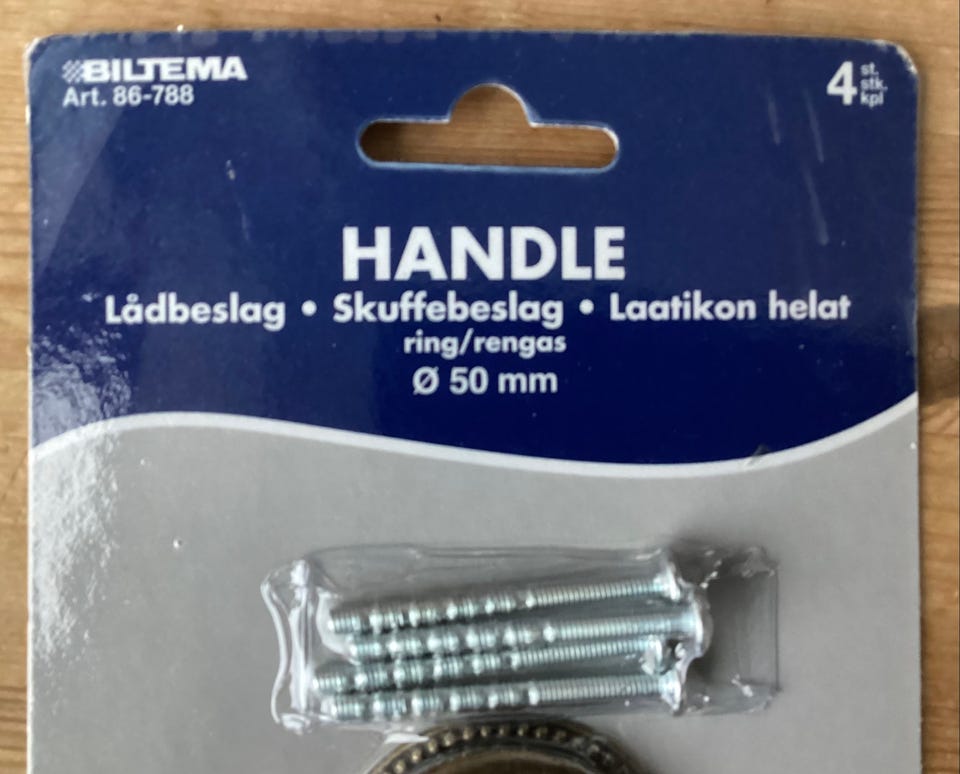 BILTEMA
Art. 86-788
4 st. stk. kpl
HANDLE
Lådbeslag • Skuffebeslag • Laatikon helat
ring/rengas
Ø 50 mm